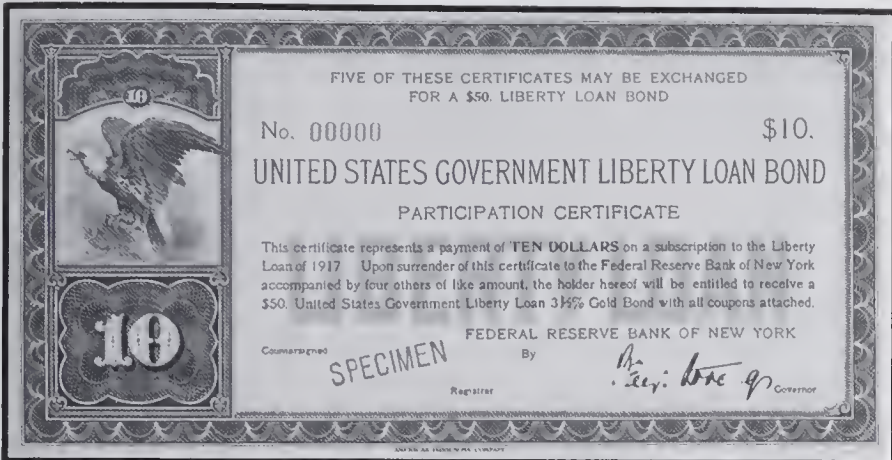 FIVE OF THESE CERTIFICATES MAY BE EXCHANGED
FOR A $50. LIBERTY LOAN BOND
10
No. 00000 $10.
UNITED STATES GOVERNMENT LIBERTY LOAN BOND
PARTICIPATION CERTIFICATE
This certificate represents a payment of TEN DOLLARS on a subscription to the Liberty
Loan of 1917 Upon surrender of this certificate to the Federal Reserve Bank of New York
accompanied by four others of like amount, the holder hereof will be entitled to receive a
$50. United States Government Liberty Loan 3½% Gold Bond with all coupons attached.
10
FEDERAL RESERVE BANK OF NEW YORK
Countersigned SPECIMEN By
Registrar Governor